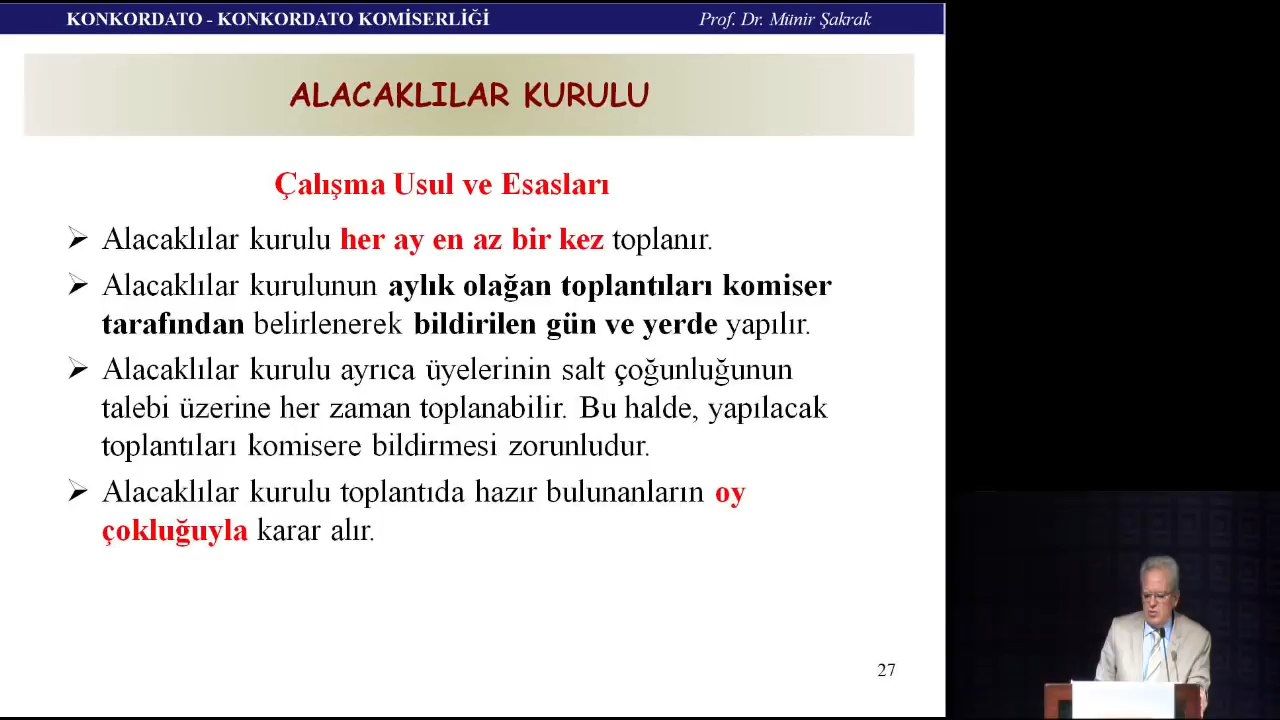 KONKORDATO - KONKORDATO KOMİSERLİĞİ
Prof. Dr. Münir Şakrak
ALACAKLILAR KURULU
Çalışma Usul ve Esasları
Alacaklılar kurulu her ay en az bir kez toplanır.
Alacaklılar kurulunun aylık olağan toplantıları komiser
tarafından belirlenerek bildirilen gün ve yerde yapılır.
Alacaklılar kurulu ayrıca üyelerinin salt çoğunluğunun
talebi üzerine her zaman toplanabilir. Bu halde, yapılacak
toplantıları komisere bildirmesi zorunludur.
Alacaklılar kurulu toplantıda hazır bulunanların oy
çokluğuyla karar alır.
27